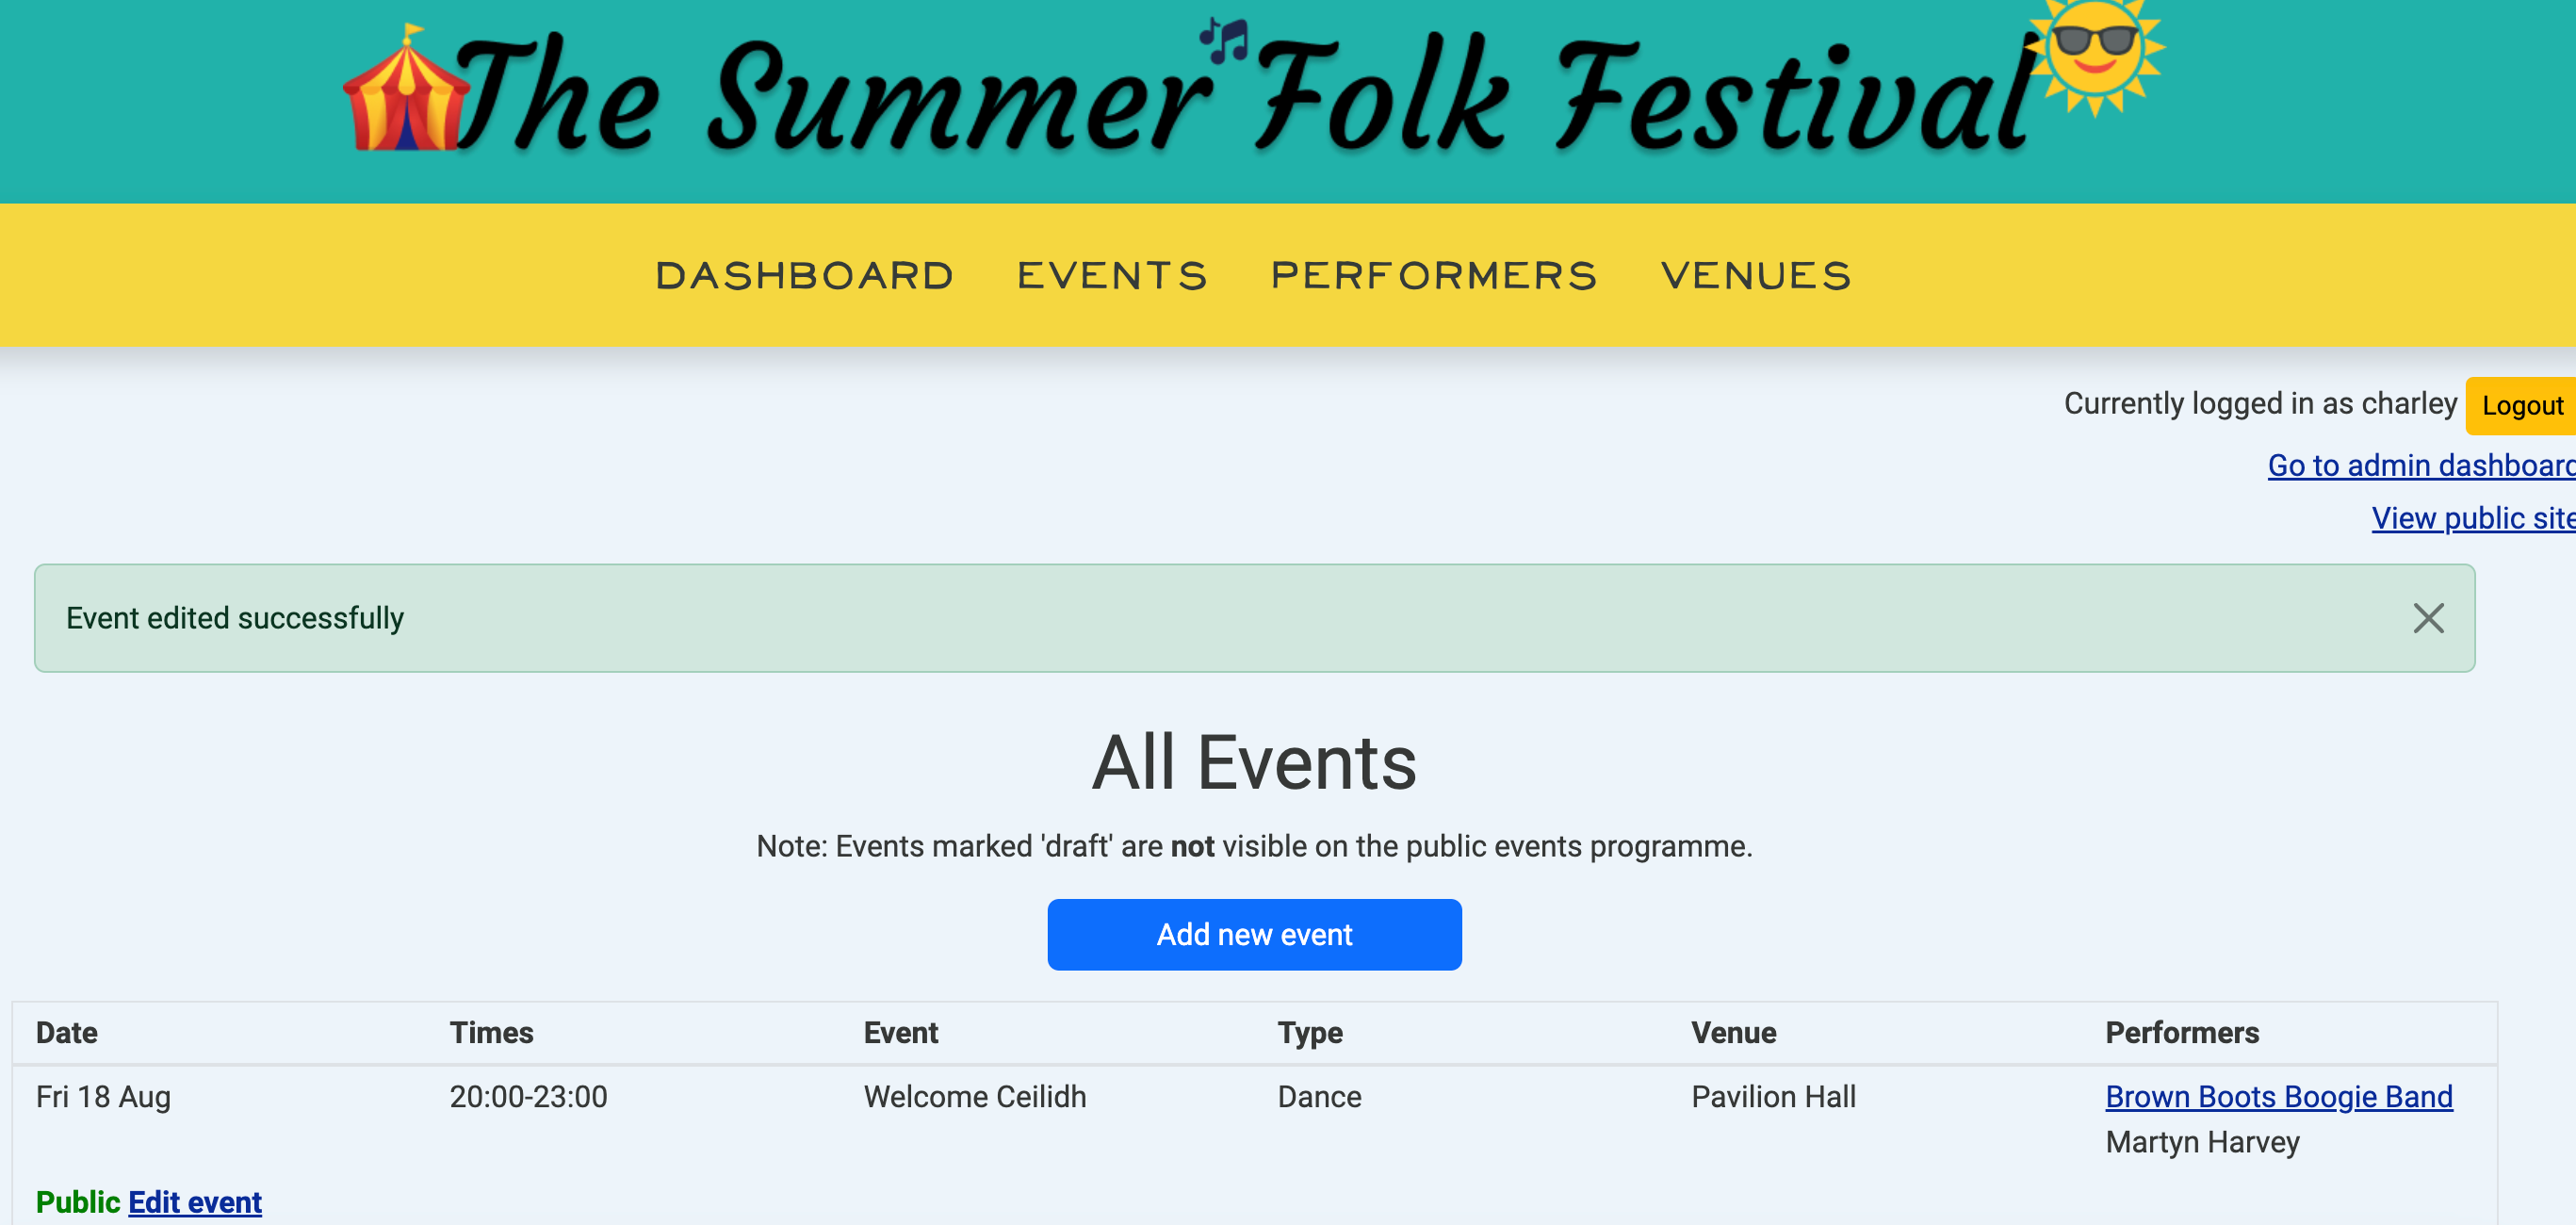 The Summer Folk Festival
DASHBOARD EVENTS PERFORMERS VENUES
Currently logged in as charley Logout
Go to admin dashboard
View public site
Event edited successfully
All Events
Note: Events marked 'draft' are not visible on the public events programme.
Add new event
Date Times Event Type Venue Performers
Fri 18 Aug 20:00-23:00 Welcome Ceilidh Dance Pavilion Hall Brown Boots Boogie Band
Martyn Harvey
Public Edit event